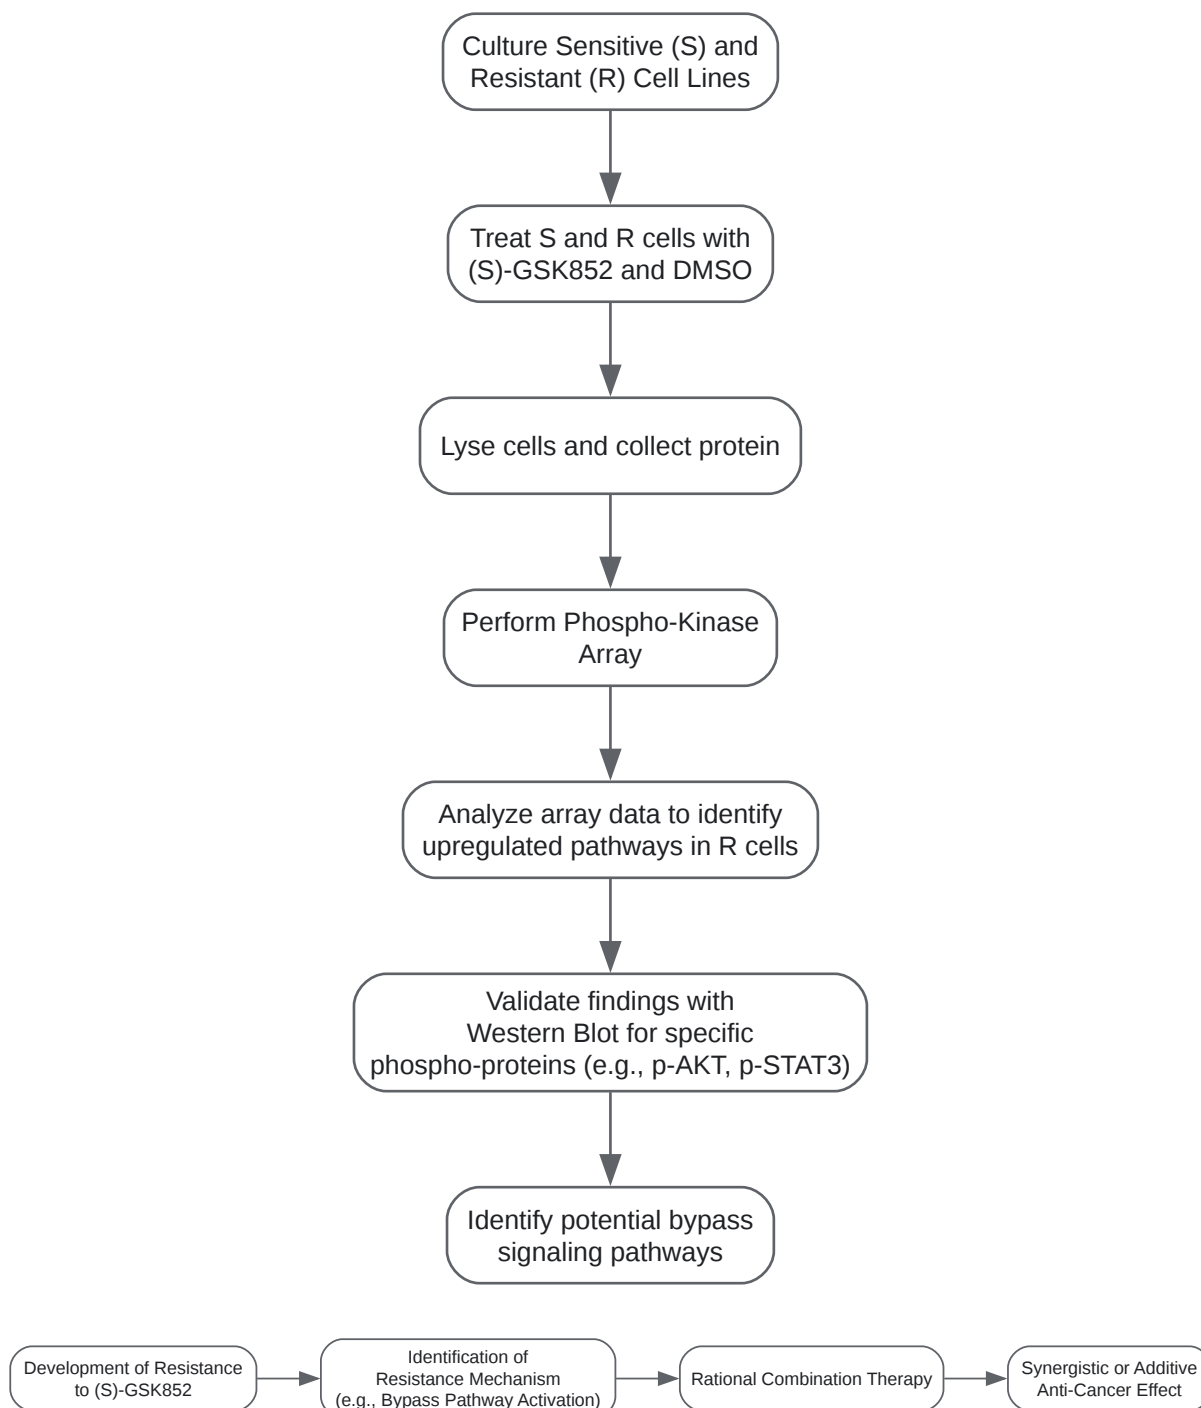 Culture Sensitive (S) and
Resistant (R) Cell Lines
Treat S and R cells with
(S)-GSK852 and DMSO
Lyse cells and collect protein
Perform Phospho-Kinase
Array
Analyze array data to identify
upregulated pathways in R cells
Validate findings with
Western Blot for specific
phospho-proteins (e.g., p-AKT, p-STAT3)
Identify potential bypass
signaling pathways
Development of Resistance
to (S)-GSK852
Identification of
Resistance Mechanism
(e.g., Bypass Pathway Activation)
Rational Combination Therapy
Synergistic or Additive
Anti-Cancer Effect